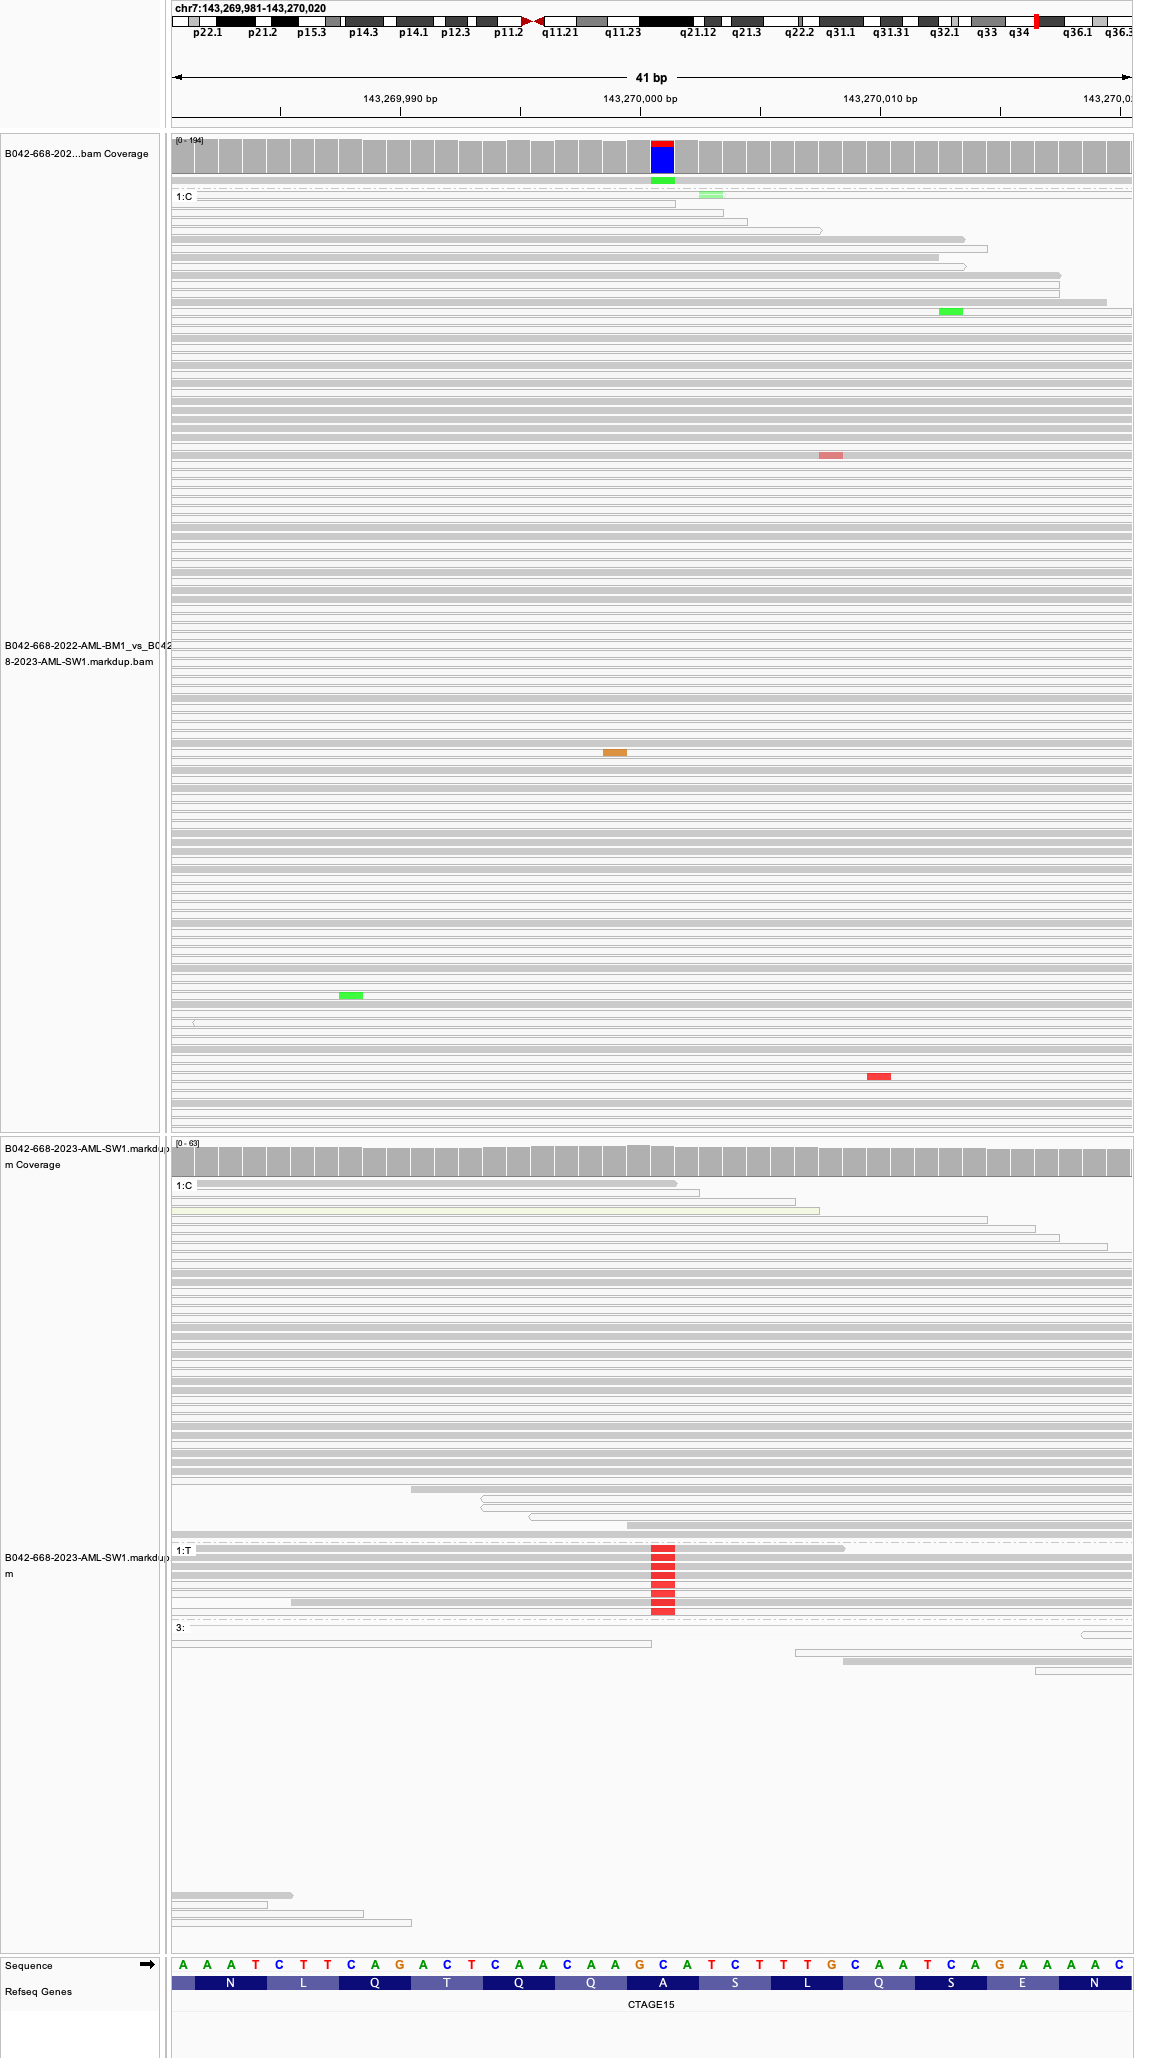 chr7:143,269,981-143,270,020
p22.1 p21.2 p15.3 p14.3 p14.1 p12.3 p11.2 q11.21 q11.23 q21.12 q21.3 q22.2 q31.1 q31.31 q32.1 q33 q34 q36.1 q36.3
41 bp
143,269,990 bp 143,270,000 bp 143,270,010 bp 143,270,0
[0 - 194]
B042-668-202...bam Coverage
1:C
B042-668-2022-AML-BM1_vs_B042
8-2023-AML-SW1.markdup.bam
[0 - 63]
B042-668-2023-AML-SW1.markdup
m Coverage
1:C
1:T
B042-668-2023-AML-SW1.markdup
m
3:
Sequence
A A A T C T T C A G A C T C A A C A A G C A T C T T T G C A A T C A G A A A A C
N L Q T Q Q A S L Q S E N
Refseq Genes
CTAGE15